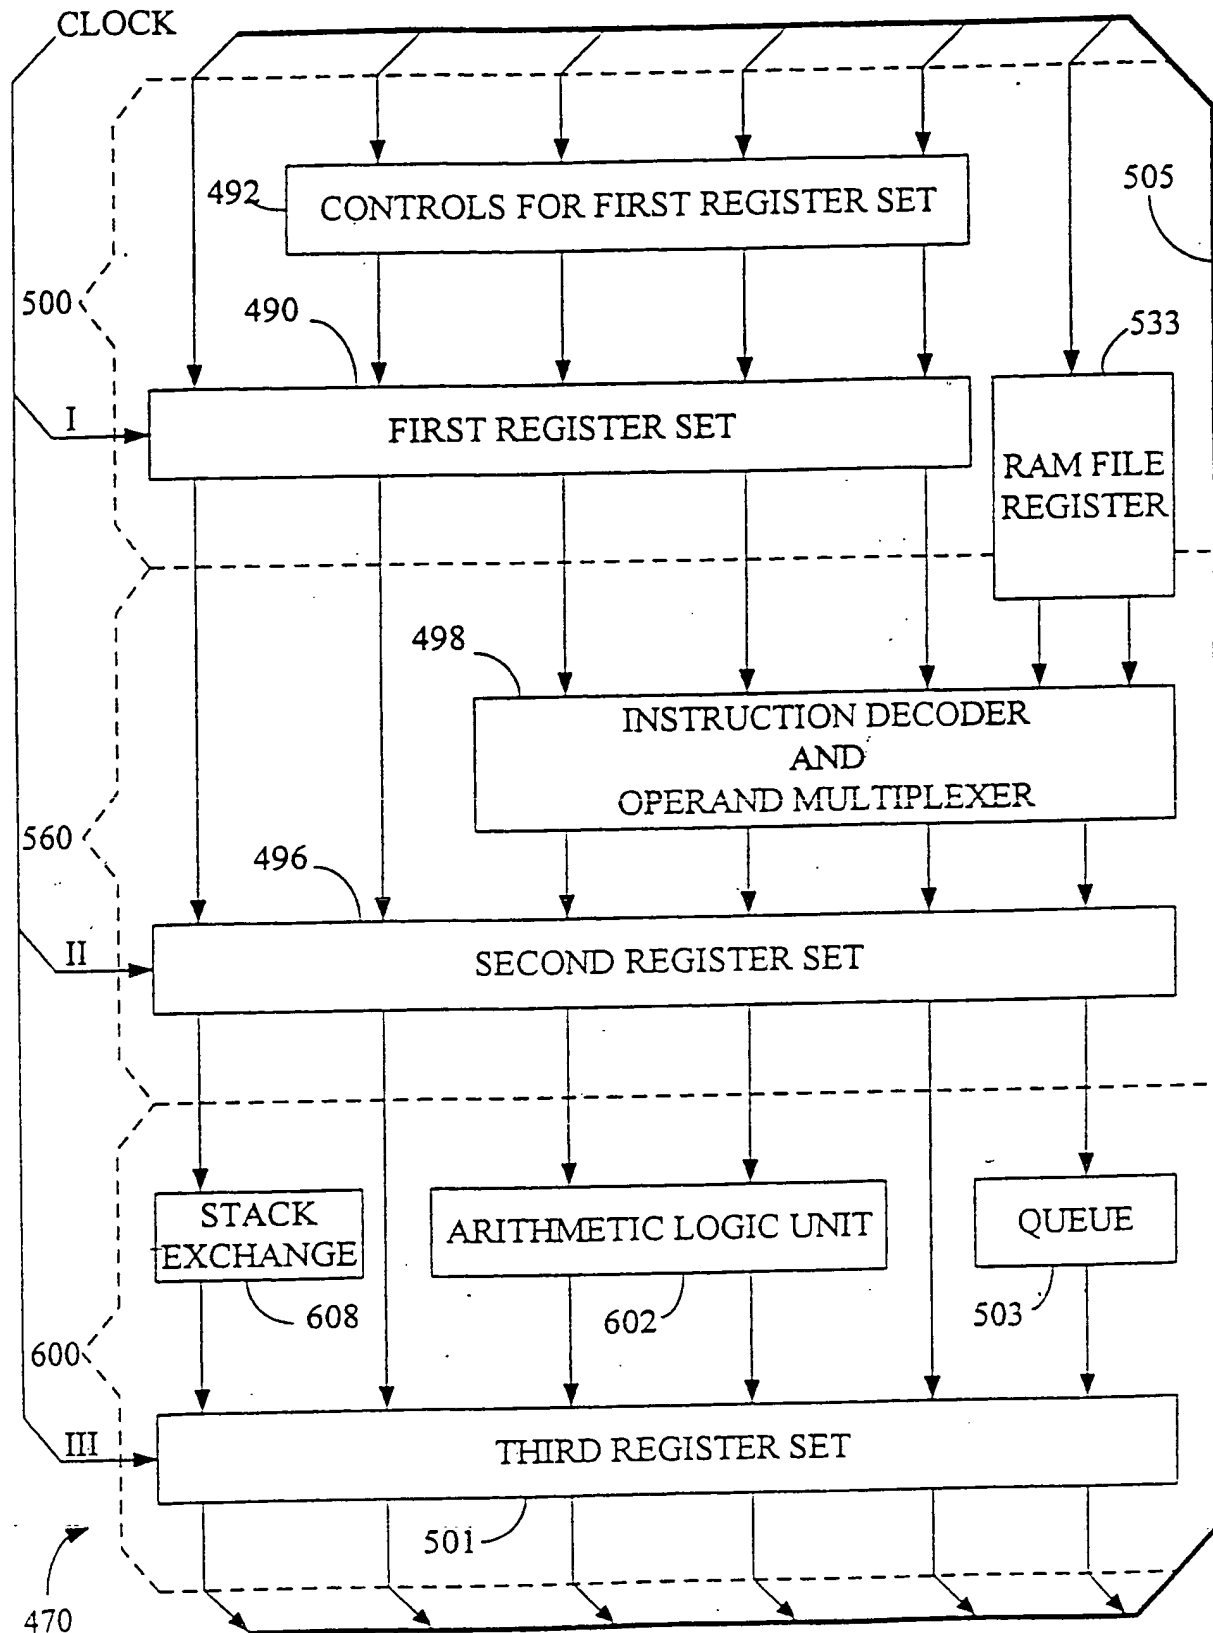 CLOCK
492
CONTROLS FOR FIRST REGISTER SET
505
500
490
533
I
FIRST REGISTER SET
RAM FILE
REGISTER
498
INSTRUCTION DECODER
AND
OPERAND MULTIPLEXER
560
496
II
SECOND REGISTER SET
STACK
EXCHANGE
ARITHMETIC LOGIC UNIT
QUEUE
608
602
503
600
III
THIRD REGISTER SET
501
470